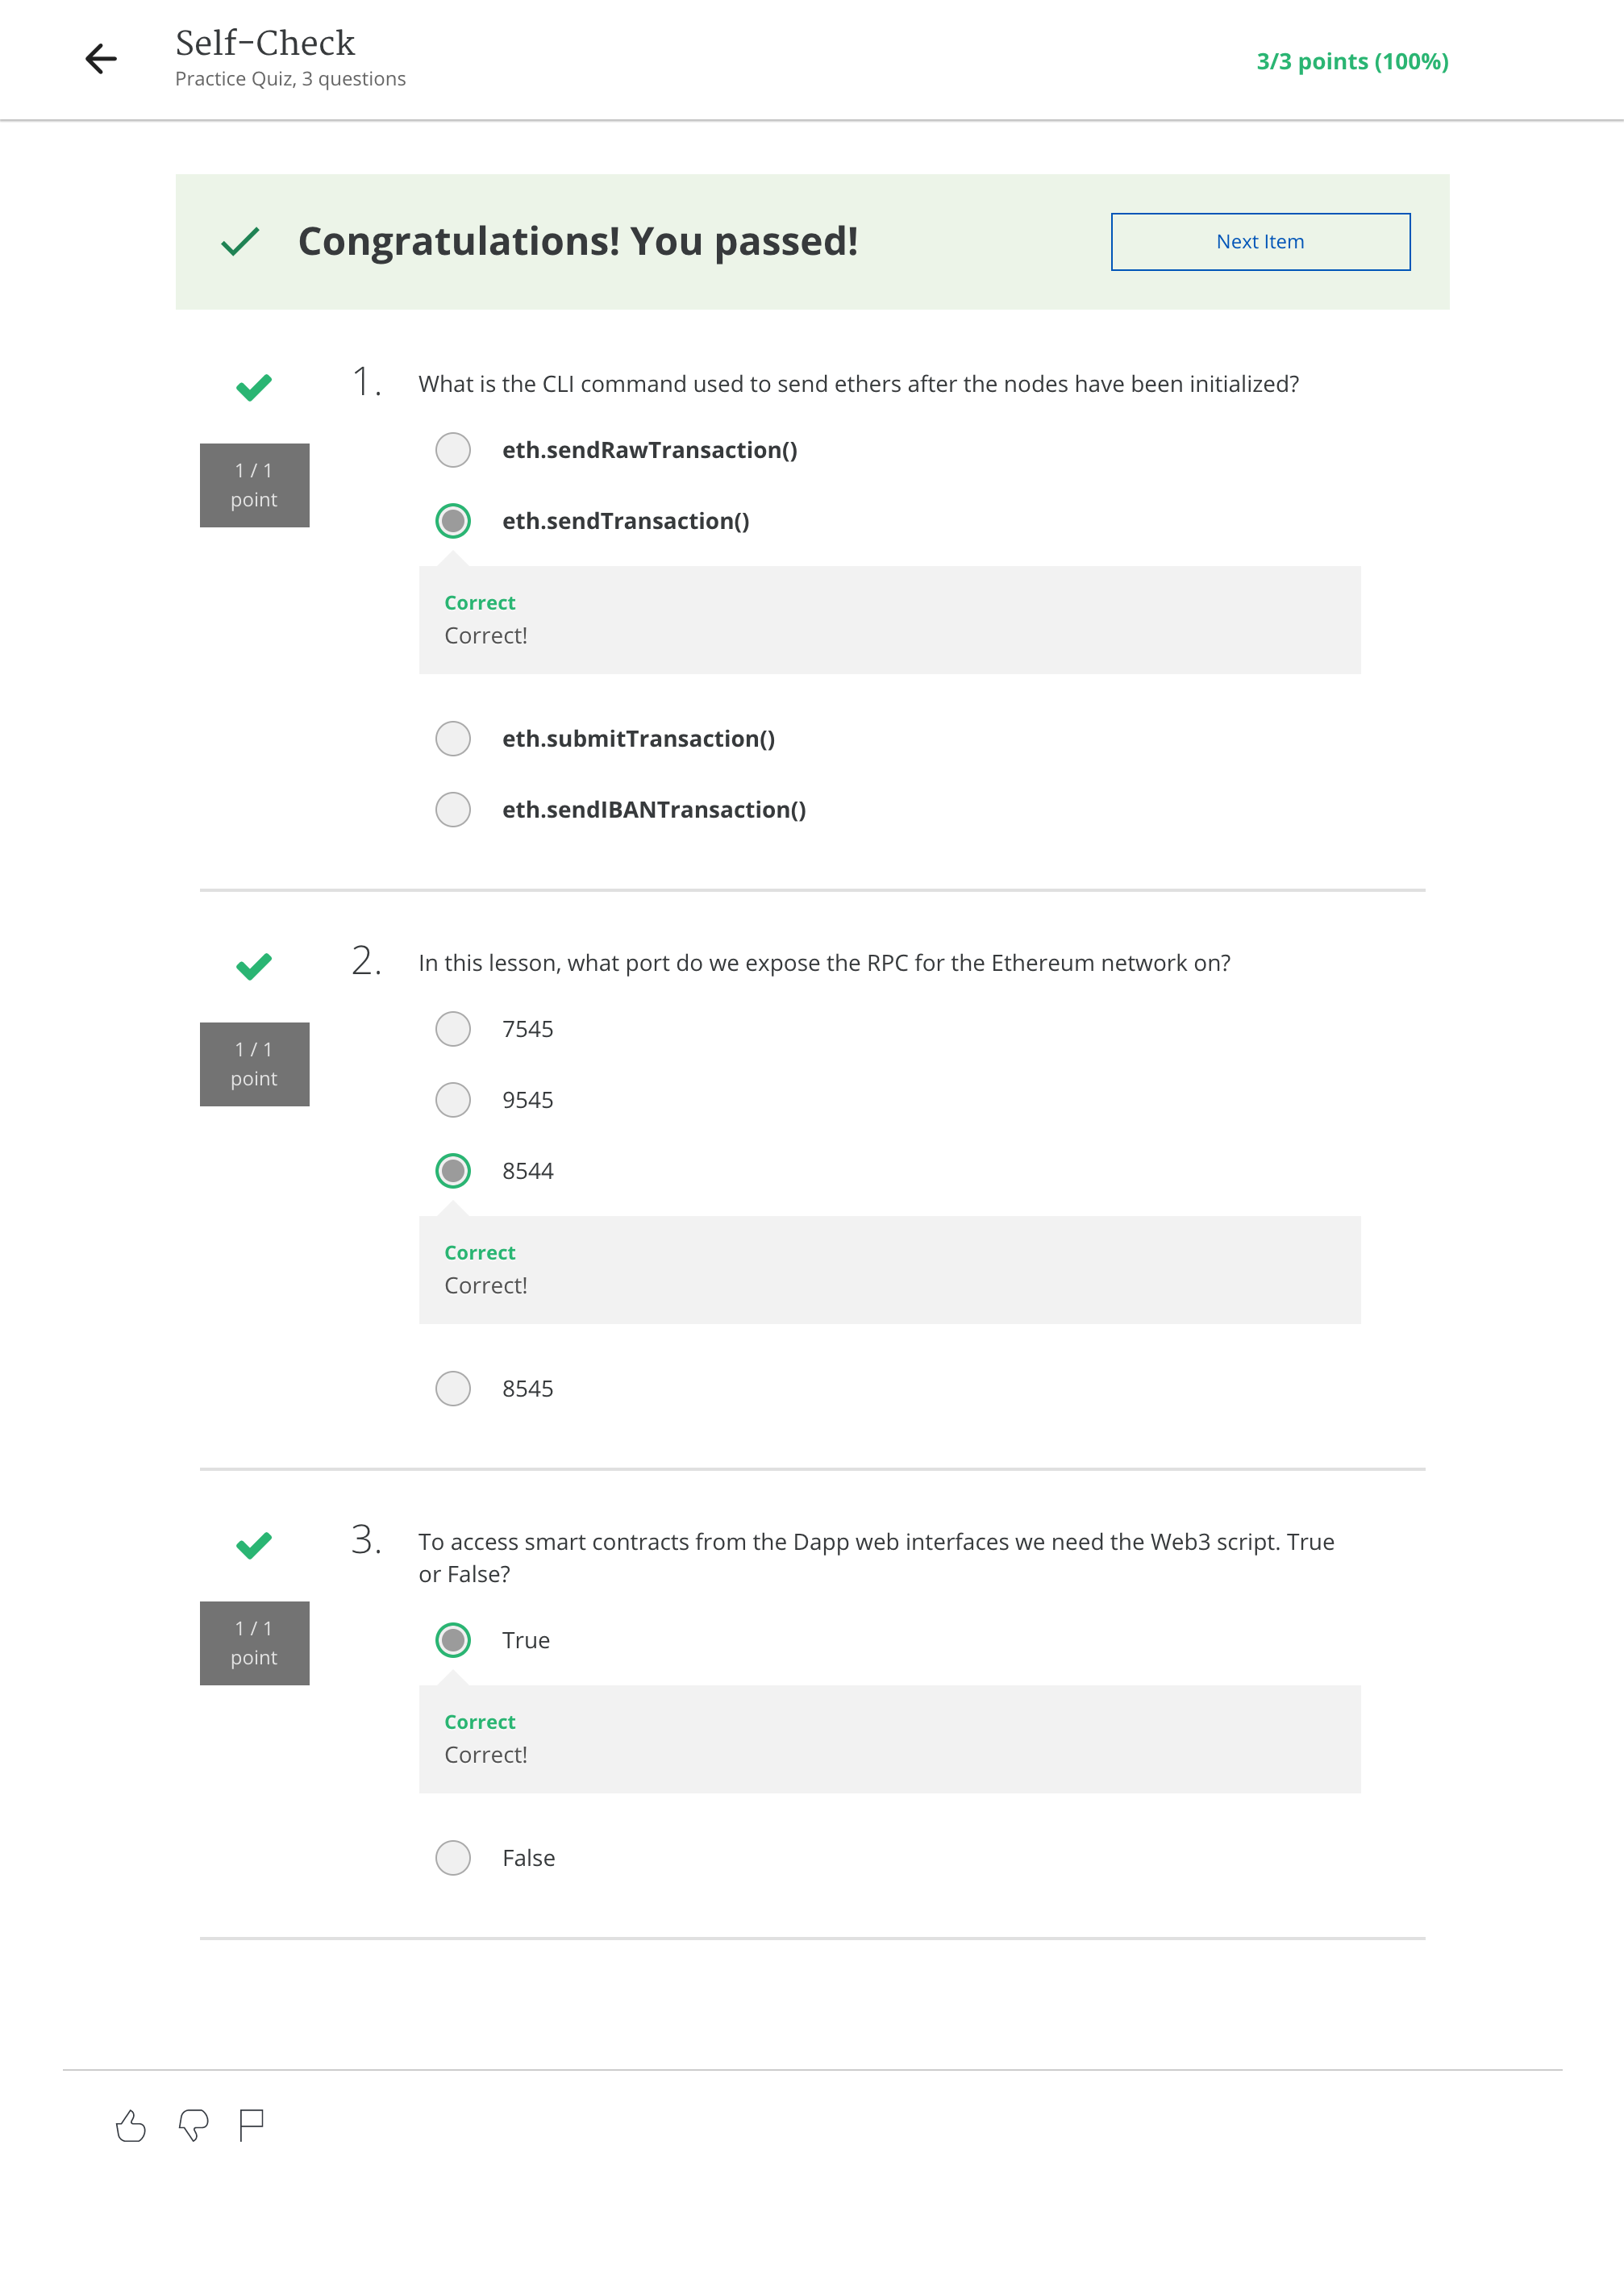 Self-Check
Practice Quiz, 3 questions
3/3 points (100%)
Congratulations! You passed!
Next Item
1.
What is the CLI command used to send ethers after the nodes have been initialized?
1 / 1
point
eth.sendRawTransaction()
eth.sendTransaction()
Correct
Correct!
eth.submitTransaction()
eth.sendIBANTransaction()
2.
In this lesson, what port do we expose the RPC for the Ethereum network on?
1 / 1
point
7545
9545
8544
Correct
Correct!
8545
3.
To access smart contracts from the Dapp web interfaces we need the Web3 script. True
or False?
1 / 1
point
True
Correct
Correct!
False